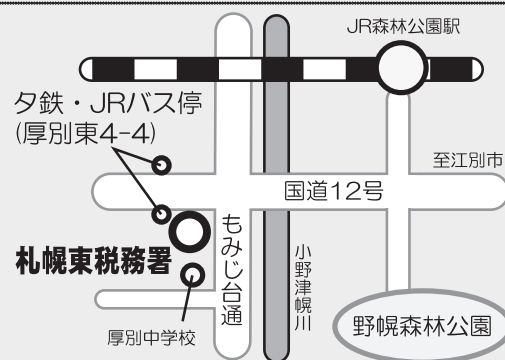 JR森林公園駅
夕鉄・JRバス停
(厚別東4-4)
至江別市
国道12号
もみじ台通
札幌東税務署
小野津幌川
厚別中学校
野幌森林公園